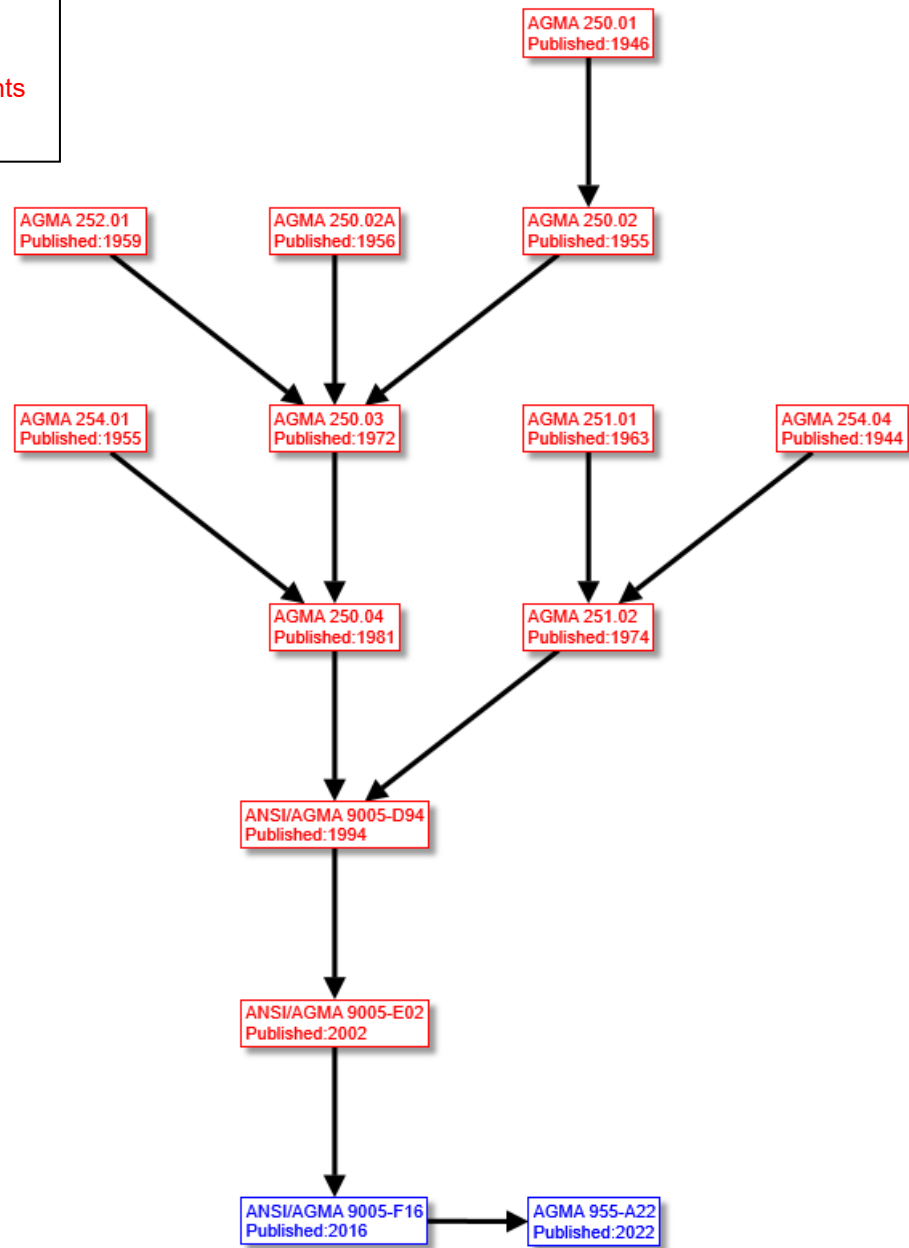 AGMA 250.01
Published:1946
nts
AGMA 252.01
Published:1959
AGMA 250.02A
Published:1956
AGMA 250.02
Published:1955
AGMA 254.01
Published:1955
AGMA 250.03
Published:1972
AGMA 251.01
Published:1963
AGMA 254.04
Published:1944
AGMA 250.04
Published:1981
AGMA 251.02
Published:1974
ANSI/AGMA 9005-D94
Published:1994
ANSI/AGMA 9005-E02
Published:2002
ANSI/AGMA 9005-F16
Published:2016
AGMA 955-A22
Published:2022